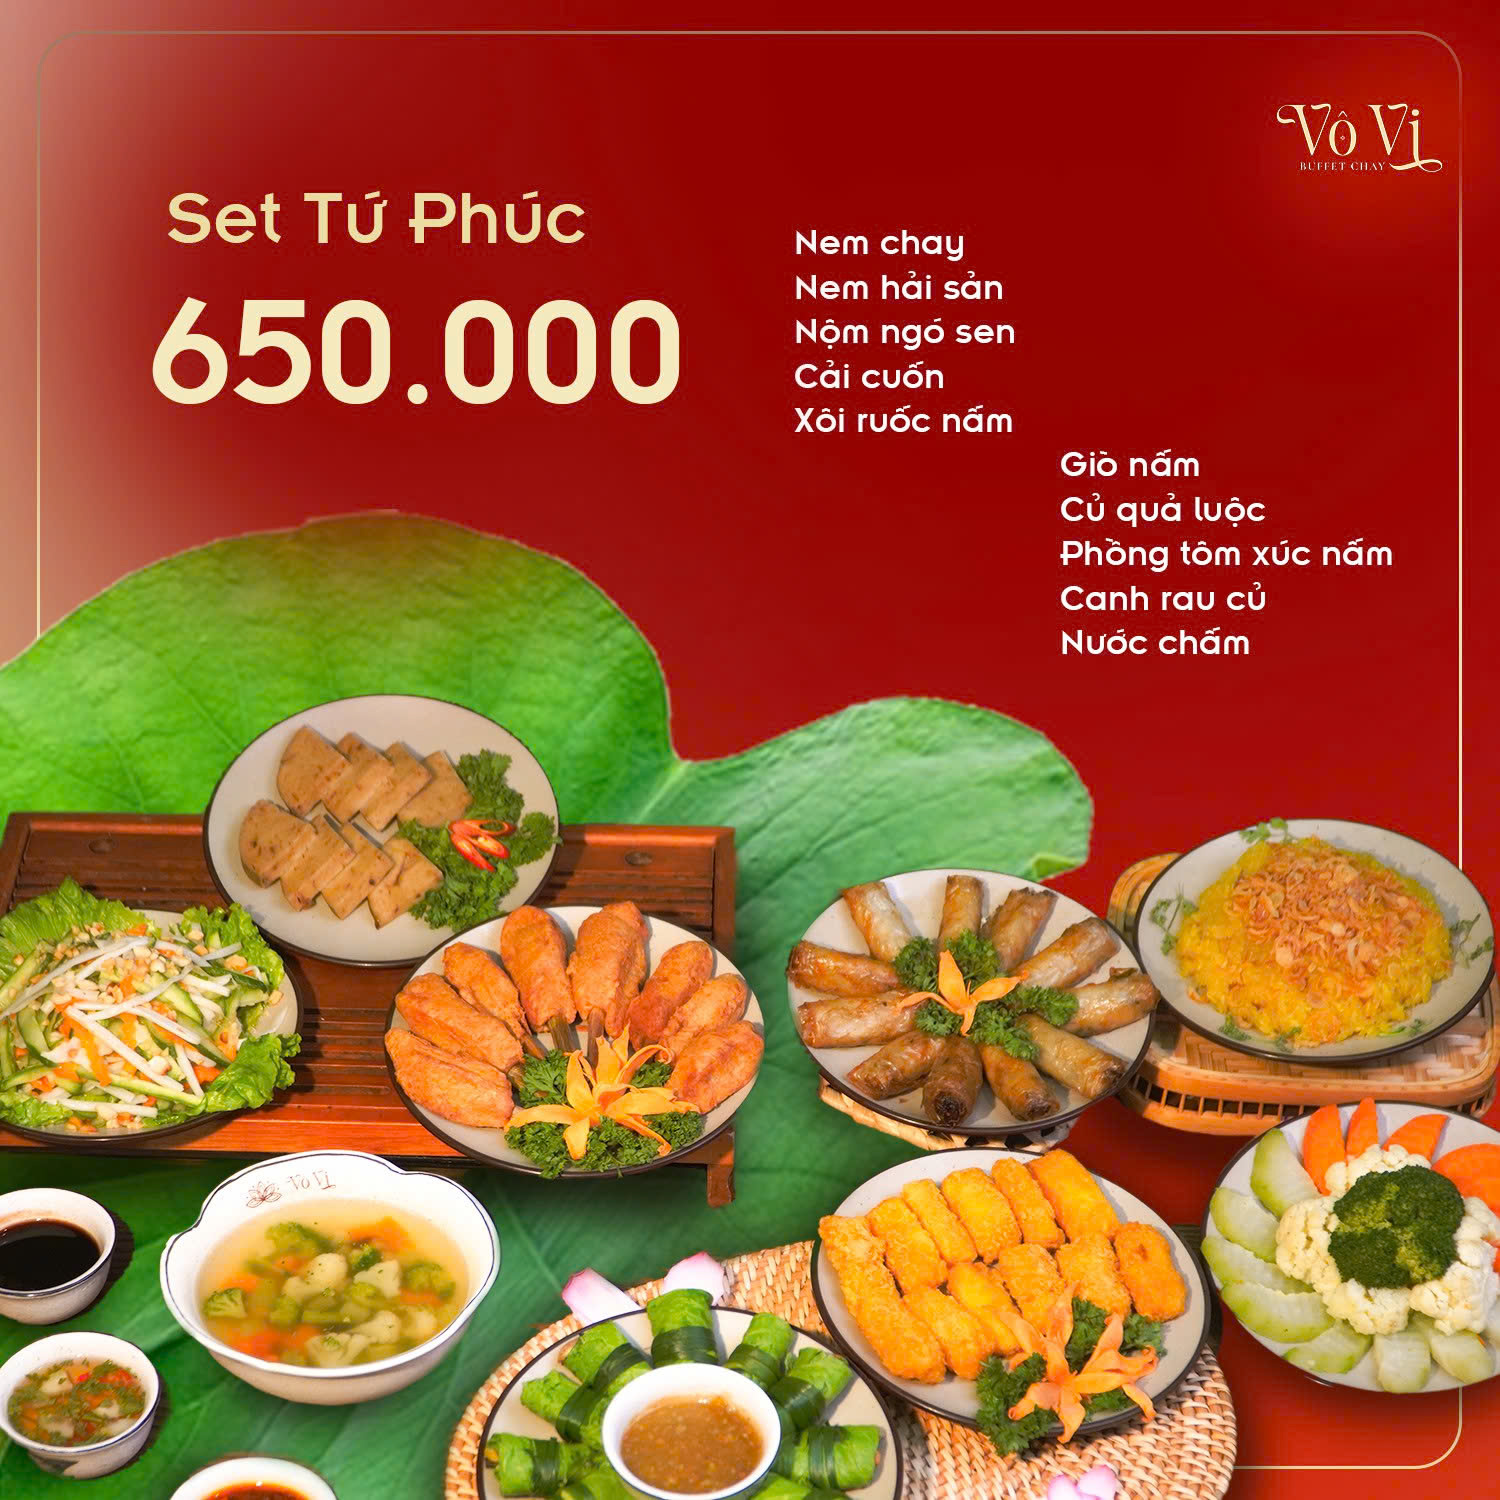 Vô Vị
BUFFET CHAY
Set Tứ Phúc
650.000
Nem chay
Nem hải sản
Nộm ngó sen
Cải cuốn
Xôi ruốc nấm
Giò nấm
Củ quả luộc
Phồng tôm xúc nấm
Canh rau củ
Nước chấm
Vô Vị